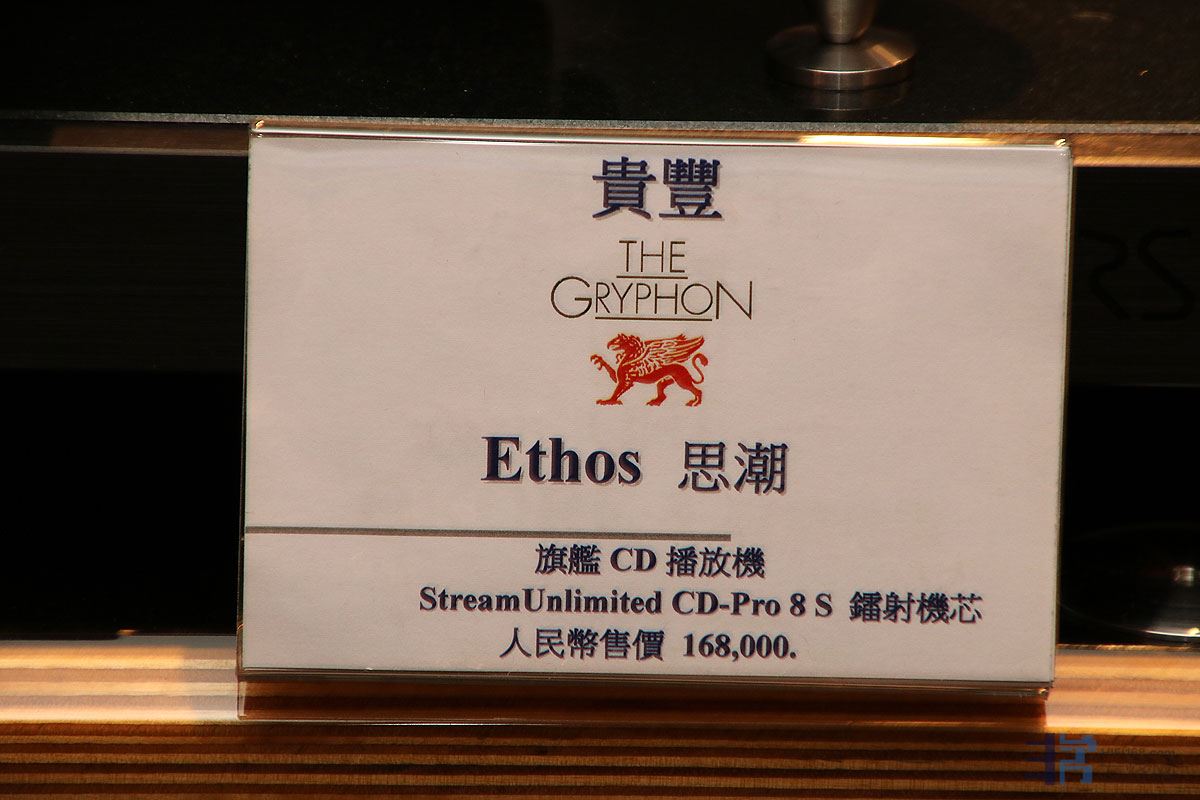 貴豐
THE
GRYPHON
Ethos 思潮
旗艦 CD 播放機
StreamUnlimited CD-Pro 8 S 鐳射機芯
人民幣售價 168,000.